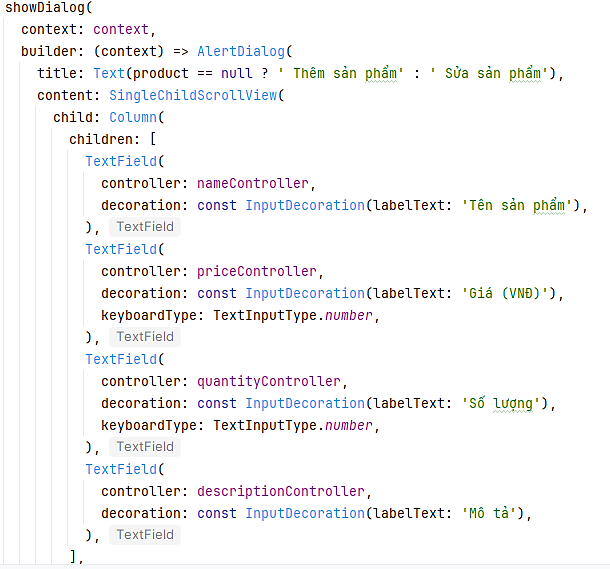 showDialog(
  context: context,
  builder: (context) => AlertDialog(
    title: Text(product == null ? ' Thêm sản phẩm' : ' Sửa sản phẩm'),
    content: SingleChildScrollView(
      child: Column(
        children: [
          TextField(
            controller: nameController,
            decoration: const InputDecoration(labelText: 'Tên sản phẩm'),
          ), TextField
          TextField(
            controller: priceController,
            decoration: const InputDecoration(labelText: 'Giá (VNĐ)'),
            keyboardType: TextInputType.number,
          ), TextField
          TextField(
            controller: quantityController,
            decoration: const InputDecoration(labelText: 'Số lượng'),
            keyboardType: TextInputType.number,
          ), TextField
          TextField(
            controller: descriptionController,
            decoration: const InputDecoration(labelText: 'Mô tả'),
          ), TextField
        ],